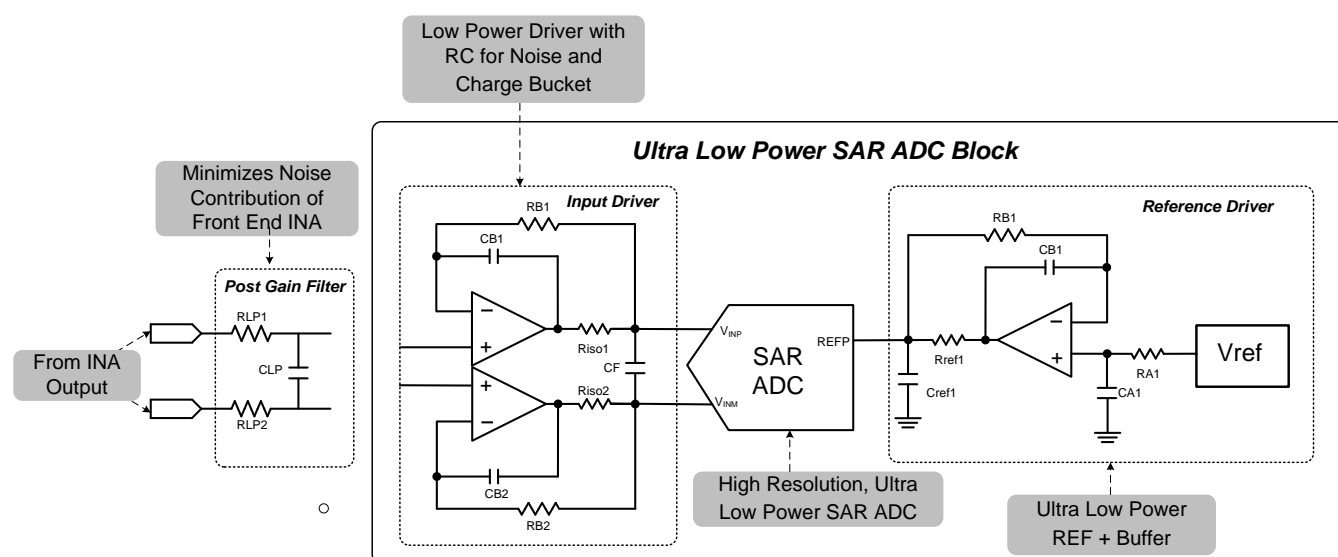 Low Power Driver with
RC for Noise and
Charge Bucket
Ultra Low Power SAR ADC Block
Minimizes Noise
Contribution of
Front End INA
Post Gain Filter
RLP1
CLP
RLP2
From INA
Output
Input Driver
RB1
CB1
−
+
Riso1
CF
+
−
Riso2
CB2
RB2
VINP
VINM
SAR
ADC
REFP
High Resolution, Ultra
Low Power SAR ADC
Reference Driver
RB1
CB1
−
+
Rref1
Cref1
RA1
CA1
Vref
Ultra Low Power
REF + Buffer